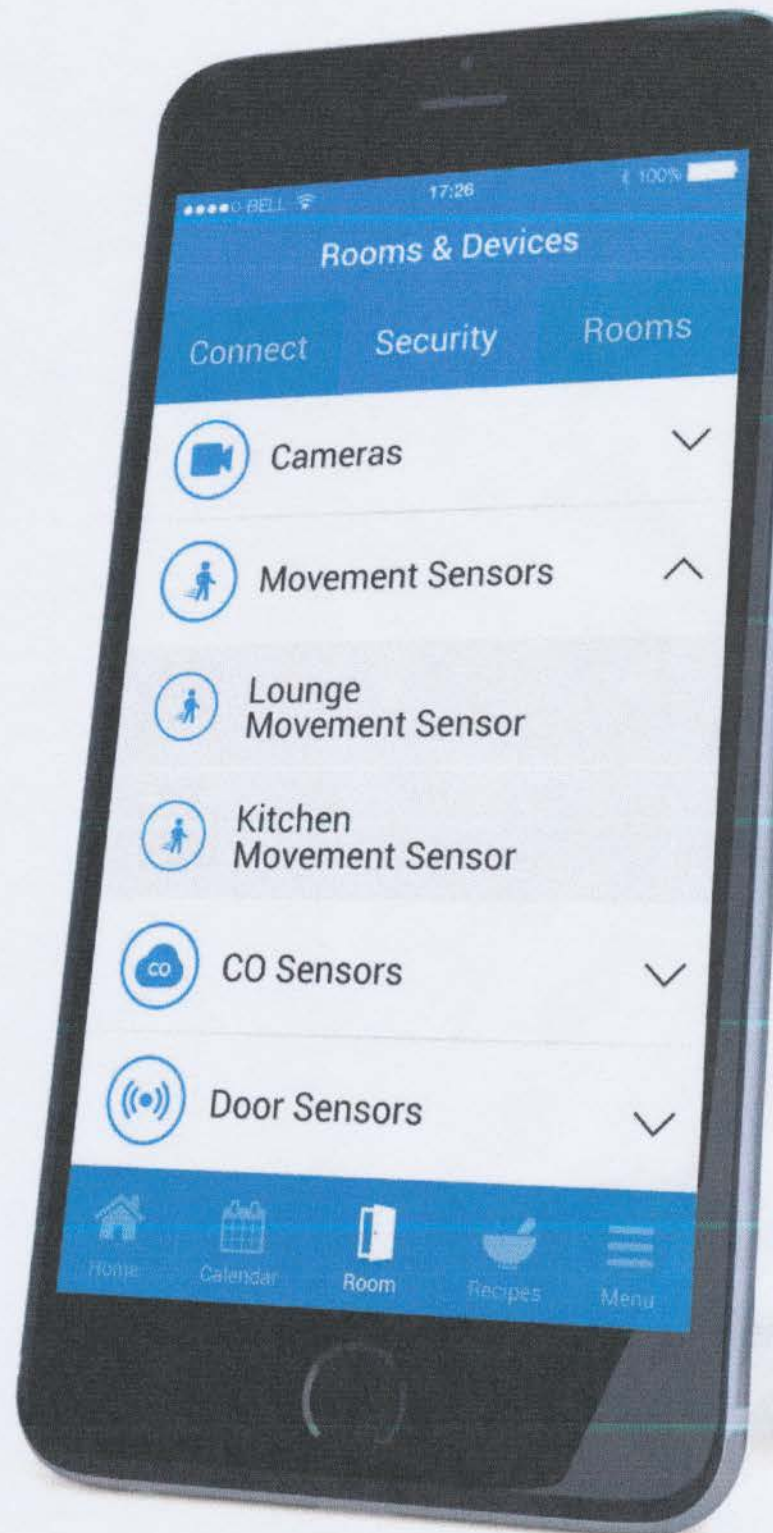 BELL
17:26
100%
Rooms & Devices
Connect
Security
Rooms
Cameras
Movement Sensors
Lounge
Movement Sensor
Kitchen
Movement Sensor
CO
CO Sensors
Door Sensors
Home
Calendar
Room
Recipes
Menu